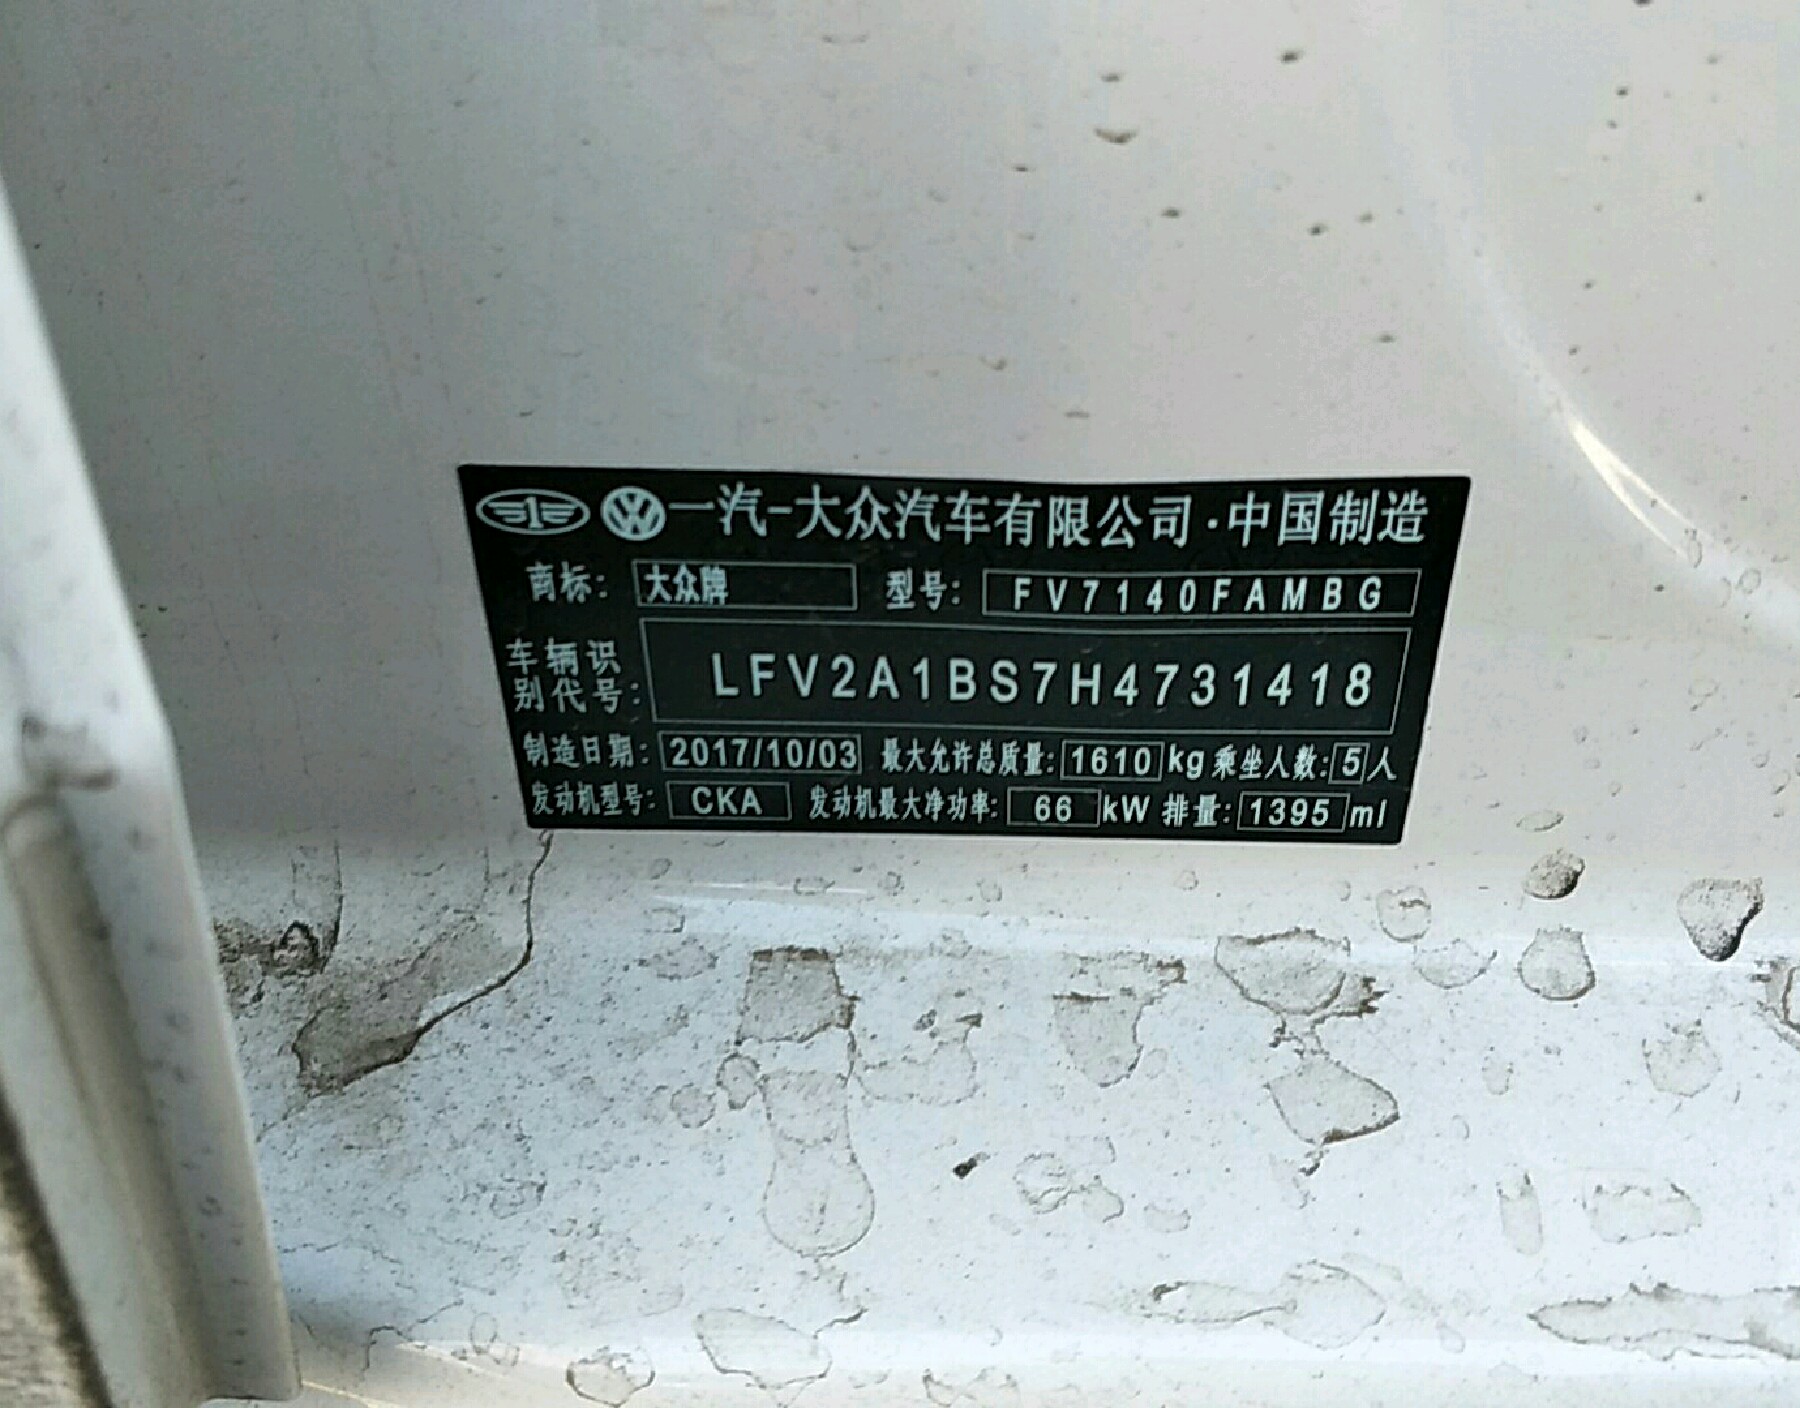 一汽-大众汽车有限公司·中国制造
商标: 大众牌 型号: FV7140FAMBG
车辆识别代号: LFV2A1BS7H4731418
制造日期: 2017/10/03 最大允许总质量: 1610 kg 乘坐人数: 5 人
发动机型号: CKA 发动机最大净功率: 66 kW 排量: 1395 ml